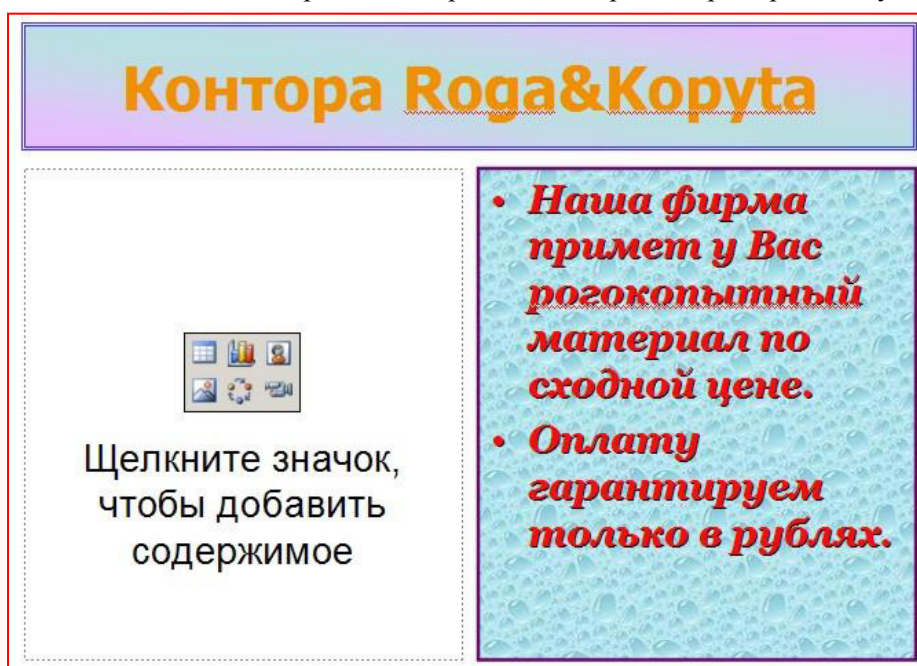 Контора Roga&Kopyta
Щелкните значок,
чтобы добавить
содержимое
• Наша фирма
примет у Вас
рогокопытный
материал по
сходной цене.
• Оплату
гарантируем
только в рублях.